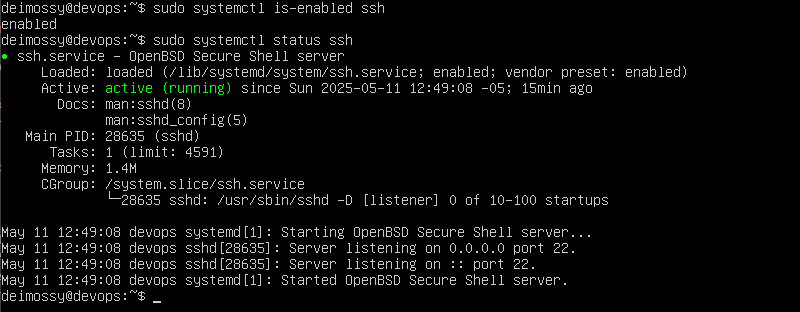 deimossy@devops:~$ sudo systemctl is-enabled ssh
enabled
deimossy@devops:~$ sudo systemctl status ssh
● ssh.service - OpenBSD Secure Shell server
     Loaded: loaded (/lib/systemd/system/ssh.service; enabled; vendor preset: enabled)
     Active: active (running) since Sun 2025-05-11 12:49:08 -05; 15min ago
       Docs: man:sshd(8)
             man:sshd_config(5)
   Main PID: 28635 (sshd)
      Tasks: 1 (limit: 4591)
     Memory: 1.4M
     CGroup: /system.slice/ssh.service
             └─28635 sshd: /usr/sbin/sshd -D [listener] 0 of 10-100 startups

May 11 12:49:08 devops systemd[1]: Starting OpenBSD Secure Shell server...
May 11 12:49:08 devops sshd[28635]: Server listening on 0.0.0.0 port 22.
May 11 12:49:08 devops sshd[28635]: Server listening on :: port 22.
May 11 12:49:08 devops systemd[1]: Started OpenBSD Secure Shell server.
deimossy@devops:~$ _